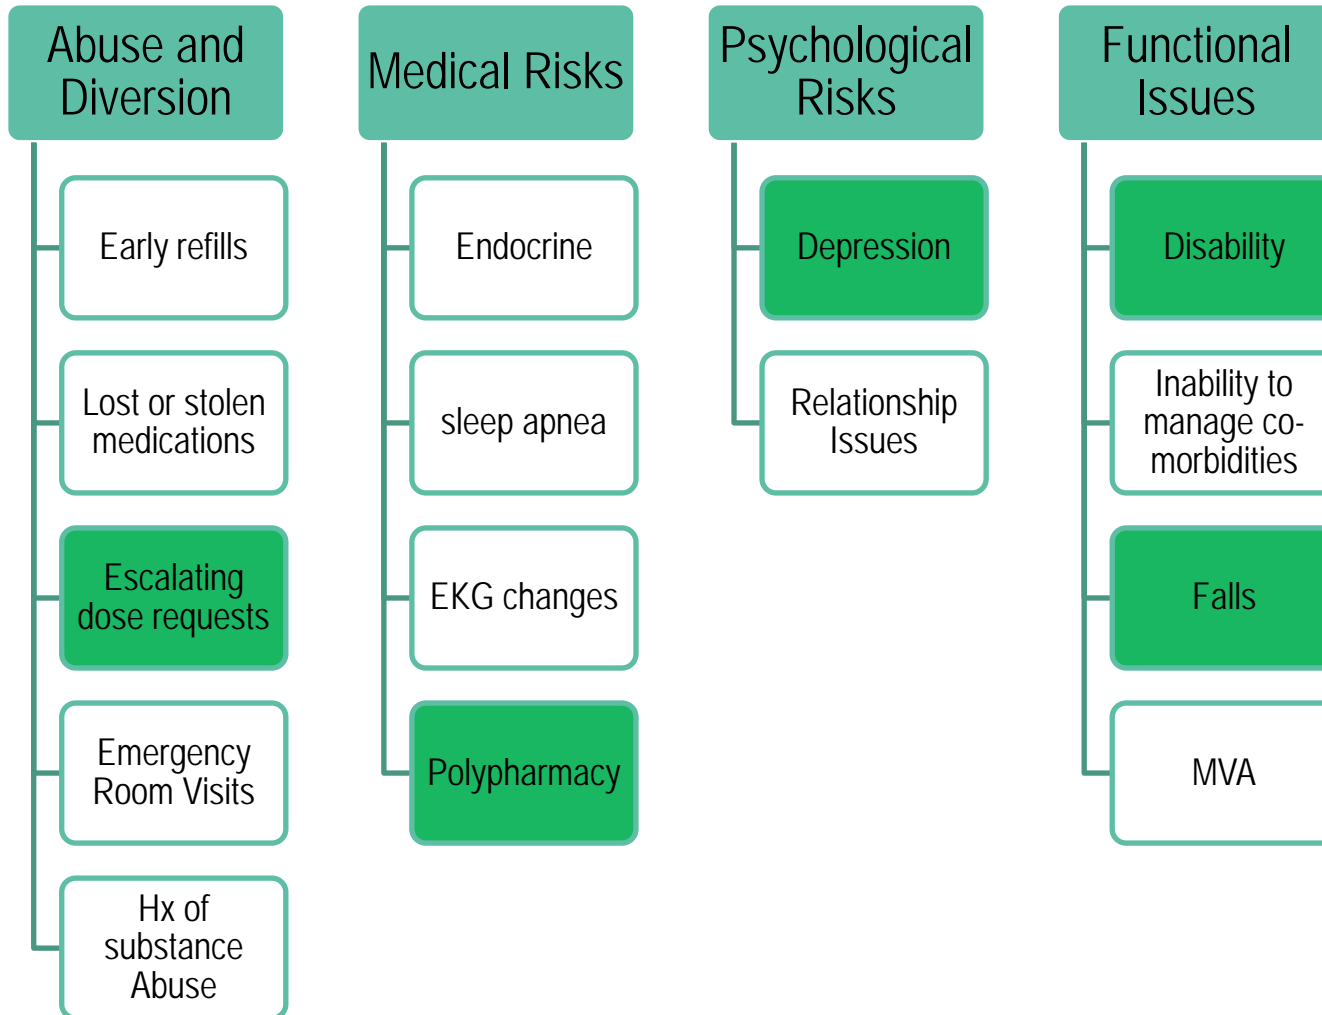 Abuse and
Diversion
Early refills
Lost or stolen
medications
Escalating
dose requests
Emergency
Room Visits
Hx of
substance
Abuse
Medical Risks
Endocrine
sleep apnea
EKG changes
Polypharmacy
Psychological
Risks
Depression
Relationship
Issues
Functional
Issues
Disability
Inability to
manage co-
morbidities
Falls
MVA